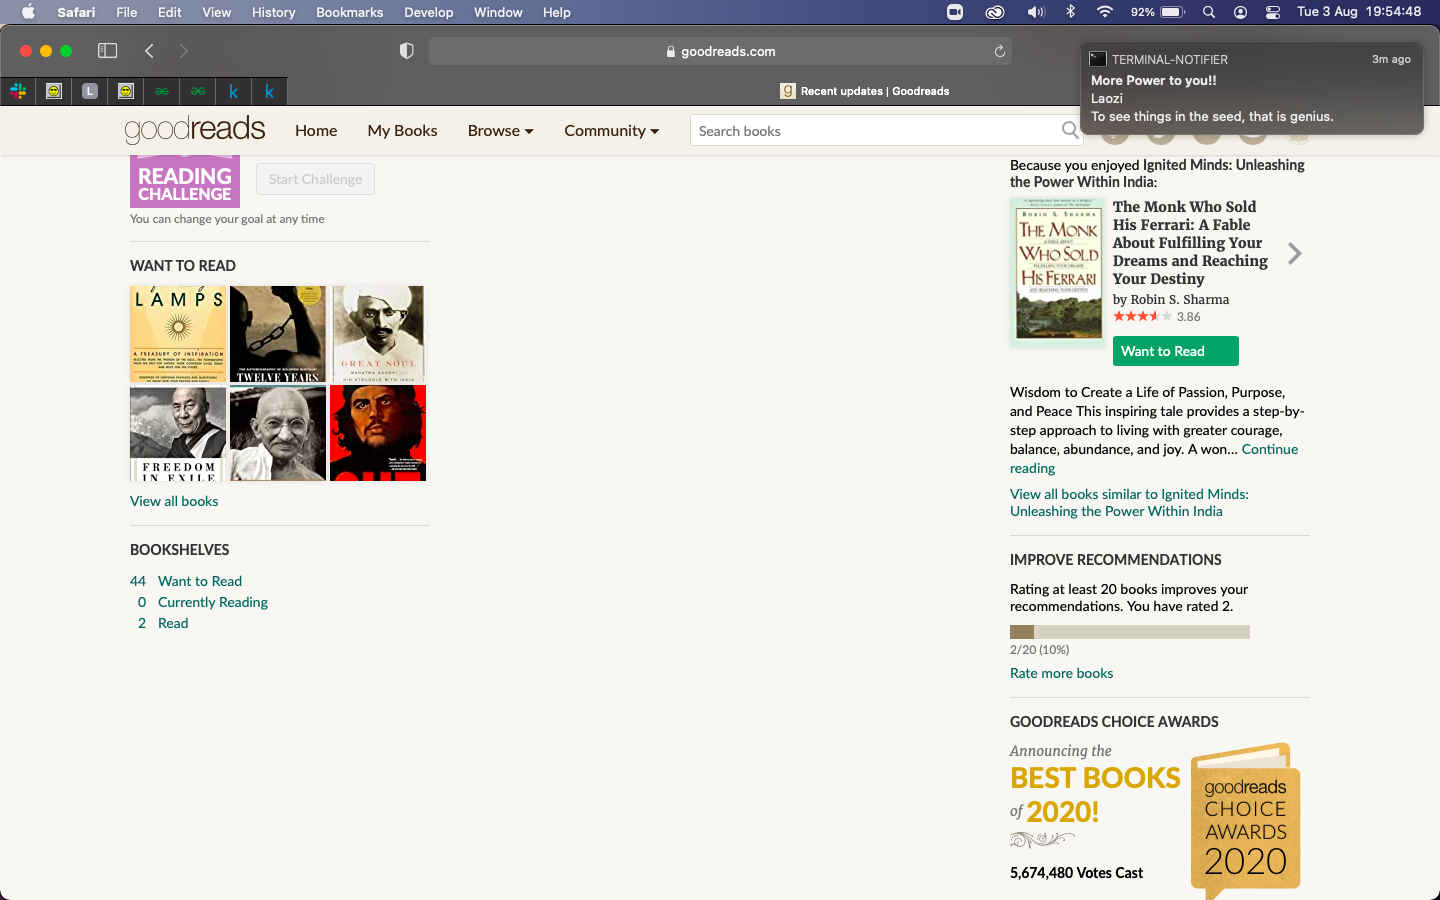 Safari File Edit View History Bookmarks Develop Window Help 92% Tue 3 Aug 19:54:48
goodreads.com
TERMINAL-NOTIFIER 3m ago
More Power to you!!
Laozi
To see things in the seed, that is genius.
L k k g Recent updates | Goodreads
goodreads Home My Books Browse Community Search books
READING
CHALLENGE
Start Challenge
You can change your goal at any time
WANT TO READ
LAMPS
A TREASURY OF INSPIRATION
TWELVE YEARS
GREAT SOUL
MAHATMA GANDHI
HIS STRUGGLE WITH INDIA
FREEDOM
IN EXILE
View all books
BOOKSHELVES
44 Want to Read
0 Currently Reading
2 Read
Because you enjoyed Ignited Minds: Unleashing
the Power Within India:
ROBIN S. SHARMA
THE MONK
WHO SOLD
HIS FERRARI
The Monk Who Sold
His Ferrari: A Fable
About Fulfilling Your
Dreams and Reaching
Your Destiny
by Robin S. Sharma
3.86
Want to Read
Wisdom to Create a Life of Passion, Purpose,
and Peace This inspiring tale provides a step-by-
step approach to living with greater courage,
balance, abundance, and joy. A won... Continue
reading
View all books similar to Ignited Minds:
Unleashing the Power Within India
IMPROVE RECOMMENDATIONS
Rating at least 20 books improves your
recommendations. You have rated 2.
2/20 (10%)
Rate more books
GOODREADS CHOICE AWARDS
Announcing the
BEST BOOKS
of 2020!
5,674,480 Votes Cast
goodreads
CHOICE
AWARDS
2020